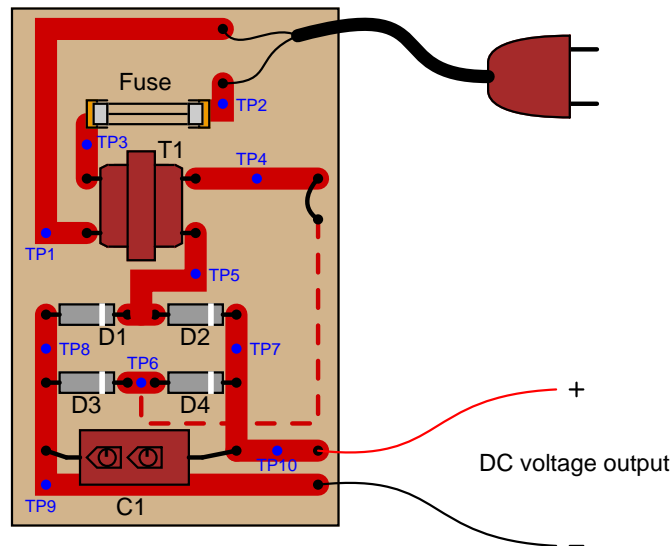 Fuse
TP2
TP3
T1
TP4
TP1
TP5
D1
D2
TP8
TP6
TP7
D3
D4
+
TP10
DC voltage output
TP9
C1
-